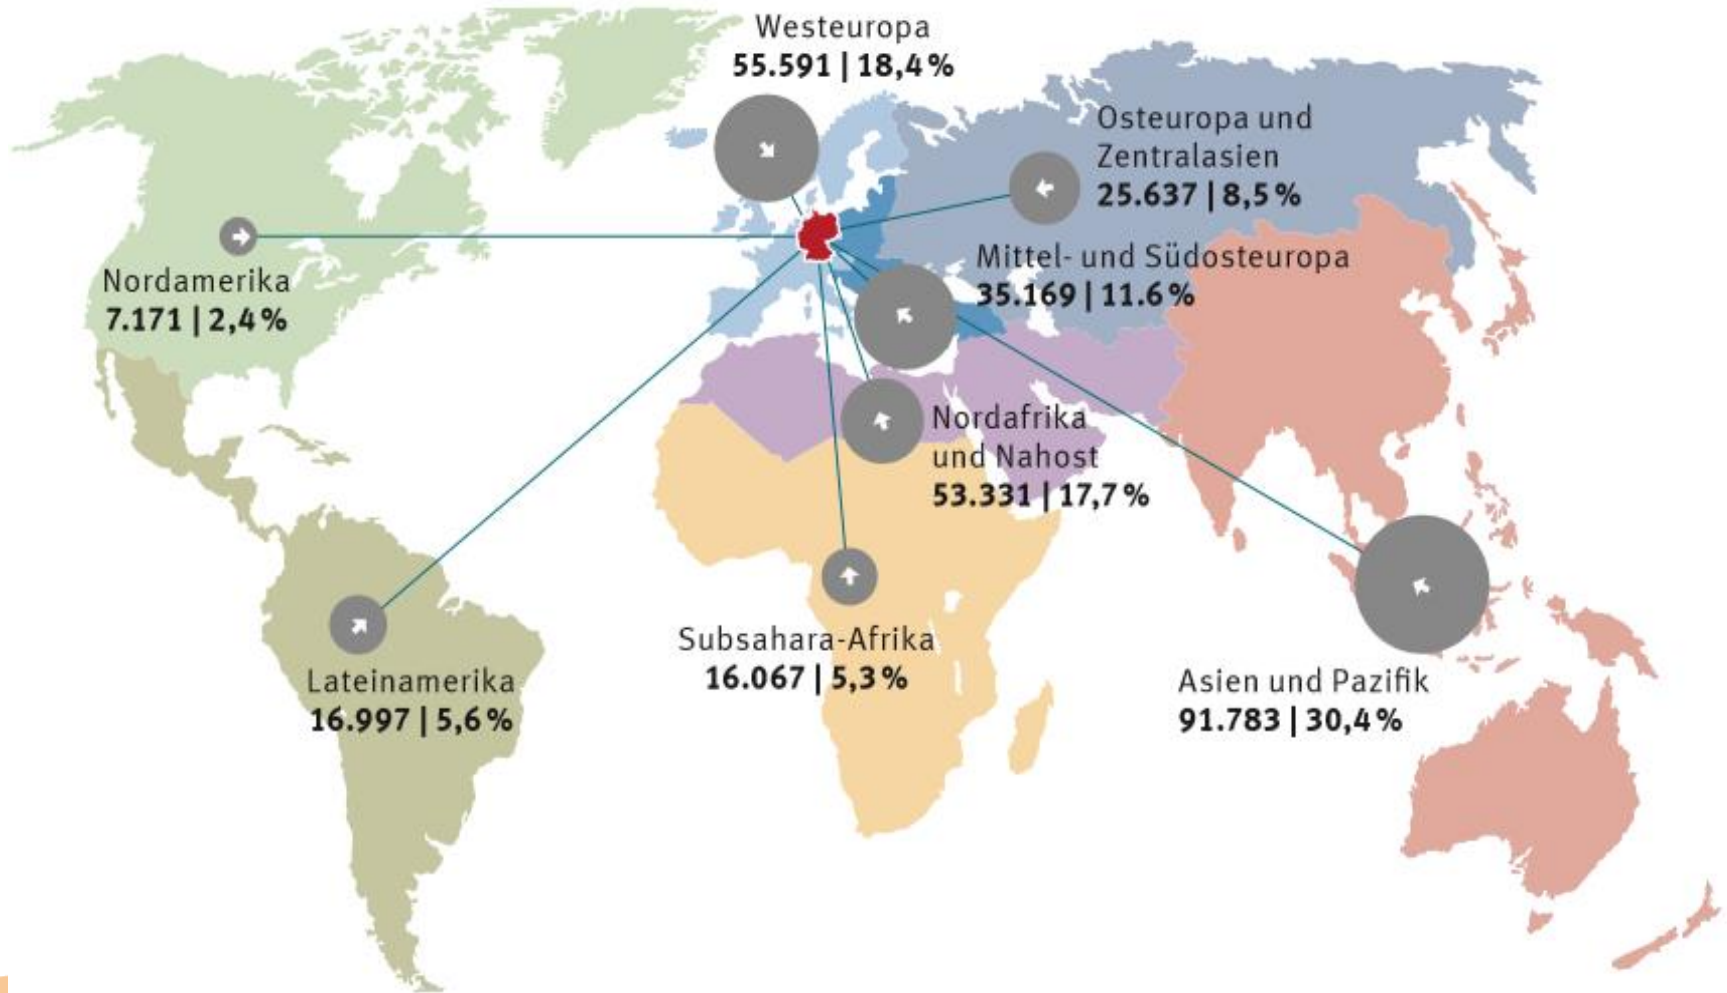 Westeuropa
55.591 | 18,4 %
Osteuropa und
Zentralasien
25.637 | 8,5 %
Mittel- und Südosteuropa
35.169 | 11.6 %
Nordamerika
7.171 | 2,4 %
Nordafrika
und Nahost
53.331 | 17,7 %
Subsahara-Afrika
16.067 | 5,3 %
Lateinamerika
16.997 | 5,6 %
Asien und Pazifik
91.783 | 30,4 %